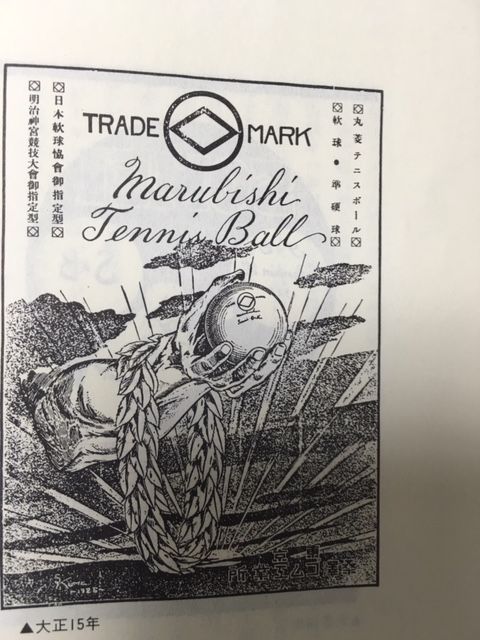 TRADE MARK
Marubishi
Tennis Ball
丸菱テニスボール
軟球●準硬球
日本軟球協會御指定型
明治神宮競技大會御指定型
▲大正15年